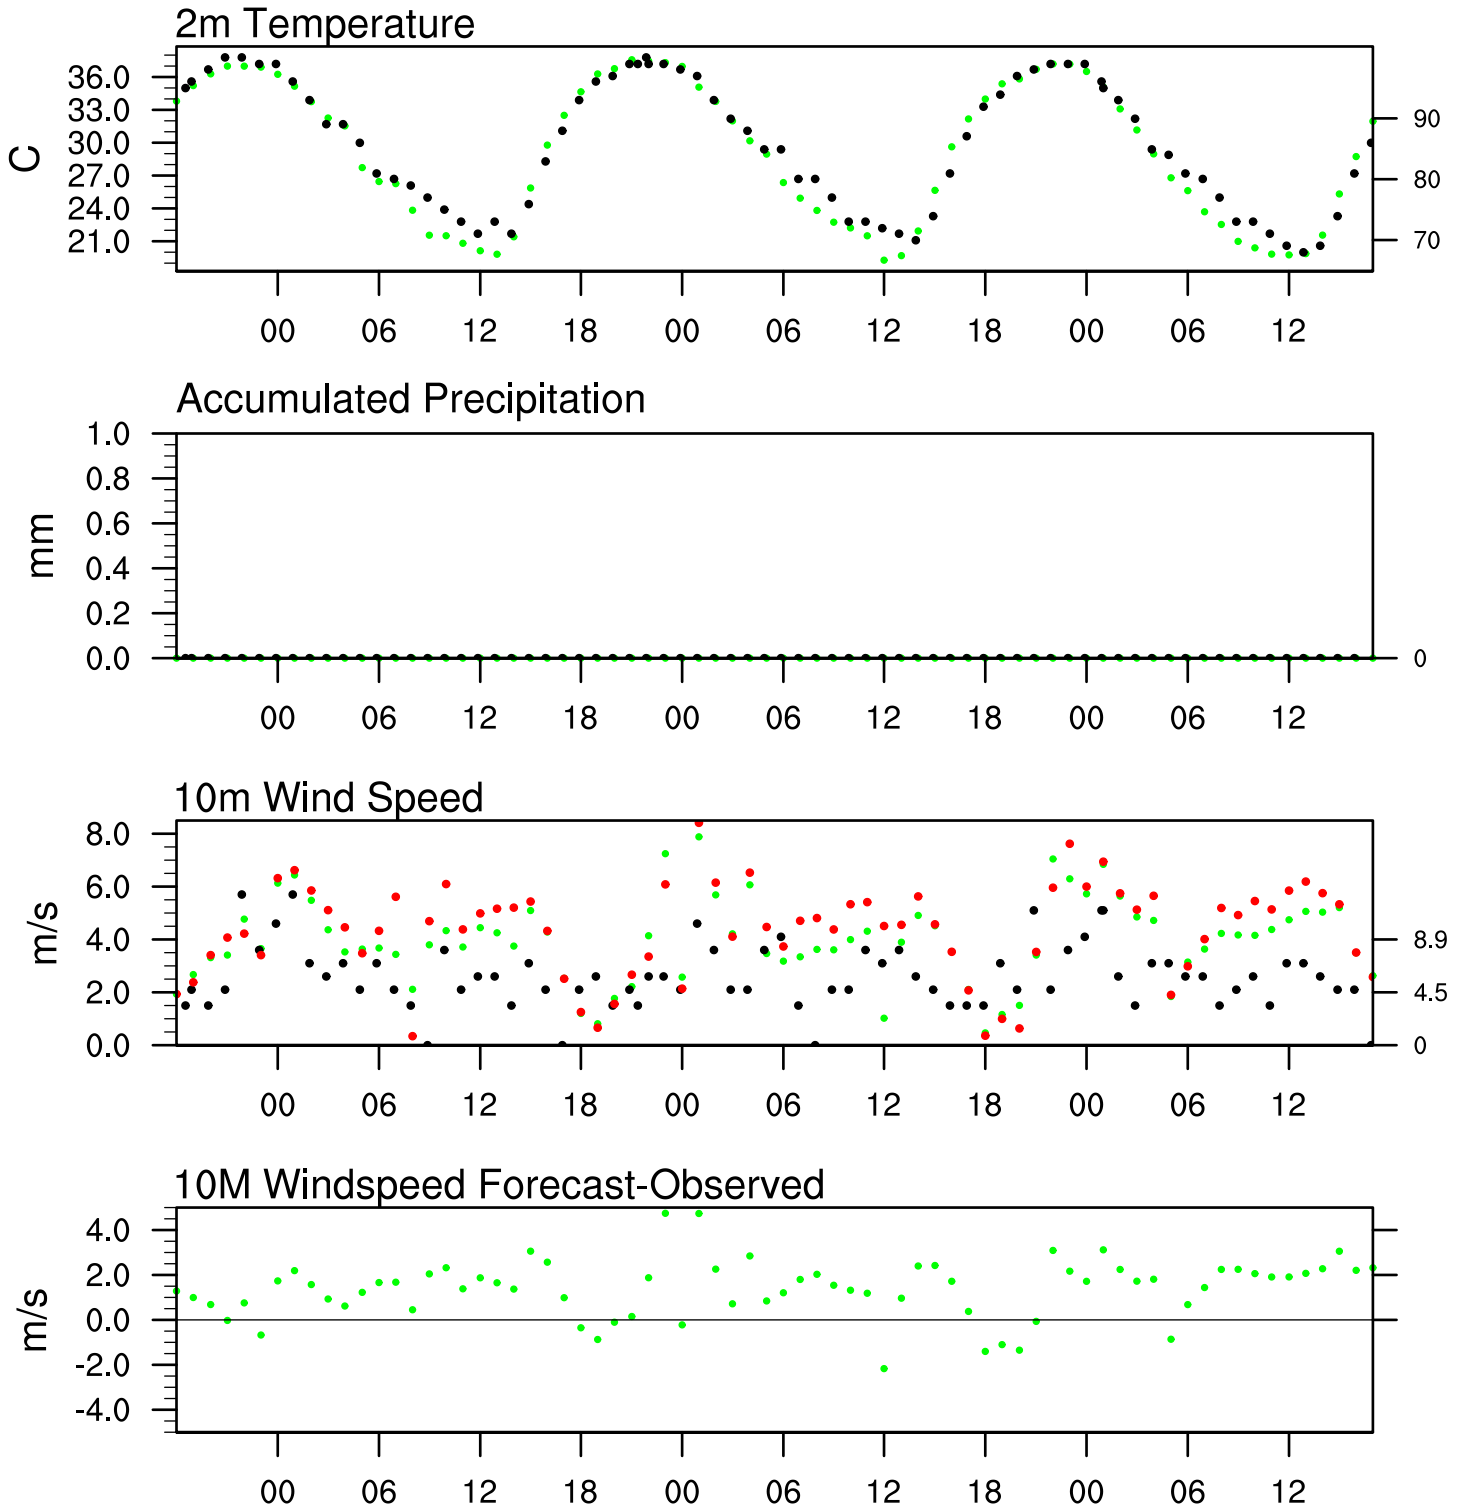 2m Temperature
36.0
33.0
30.0
27.0
24.0
21.0
C
90
80
70
00 06 12 18 00 06 12 18 00 06 12
Accumulated Precipitation
1.0
0.8
0.6
0.4
0.2
0.0
mm
0
00 06 12 18 00 06 12 18 00 06 12
10m Wind Speed
8.0
6.0
4.0
2.0
0.0
m/s
8.9
4.5
0
00 06 12 18 00 06 12 18 00 06 12
10M Windspeed Forecast-Observed
4.0
2.0
0.0
-2.0
-4.0
m/s
00 06 12 18 00 06 12 18 00 06 12